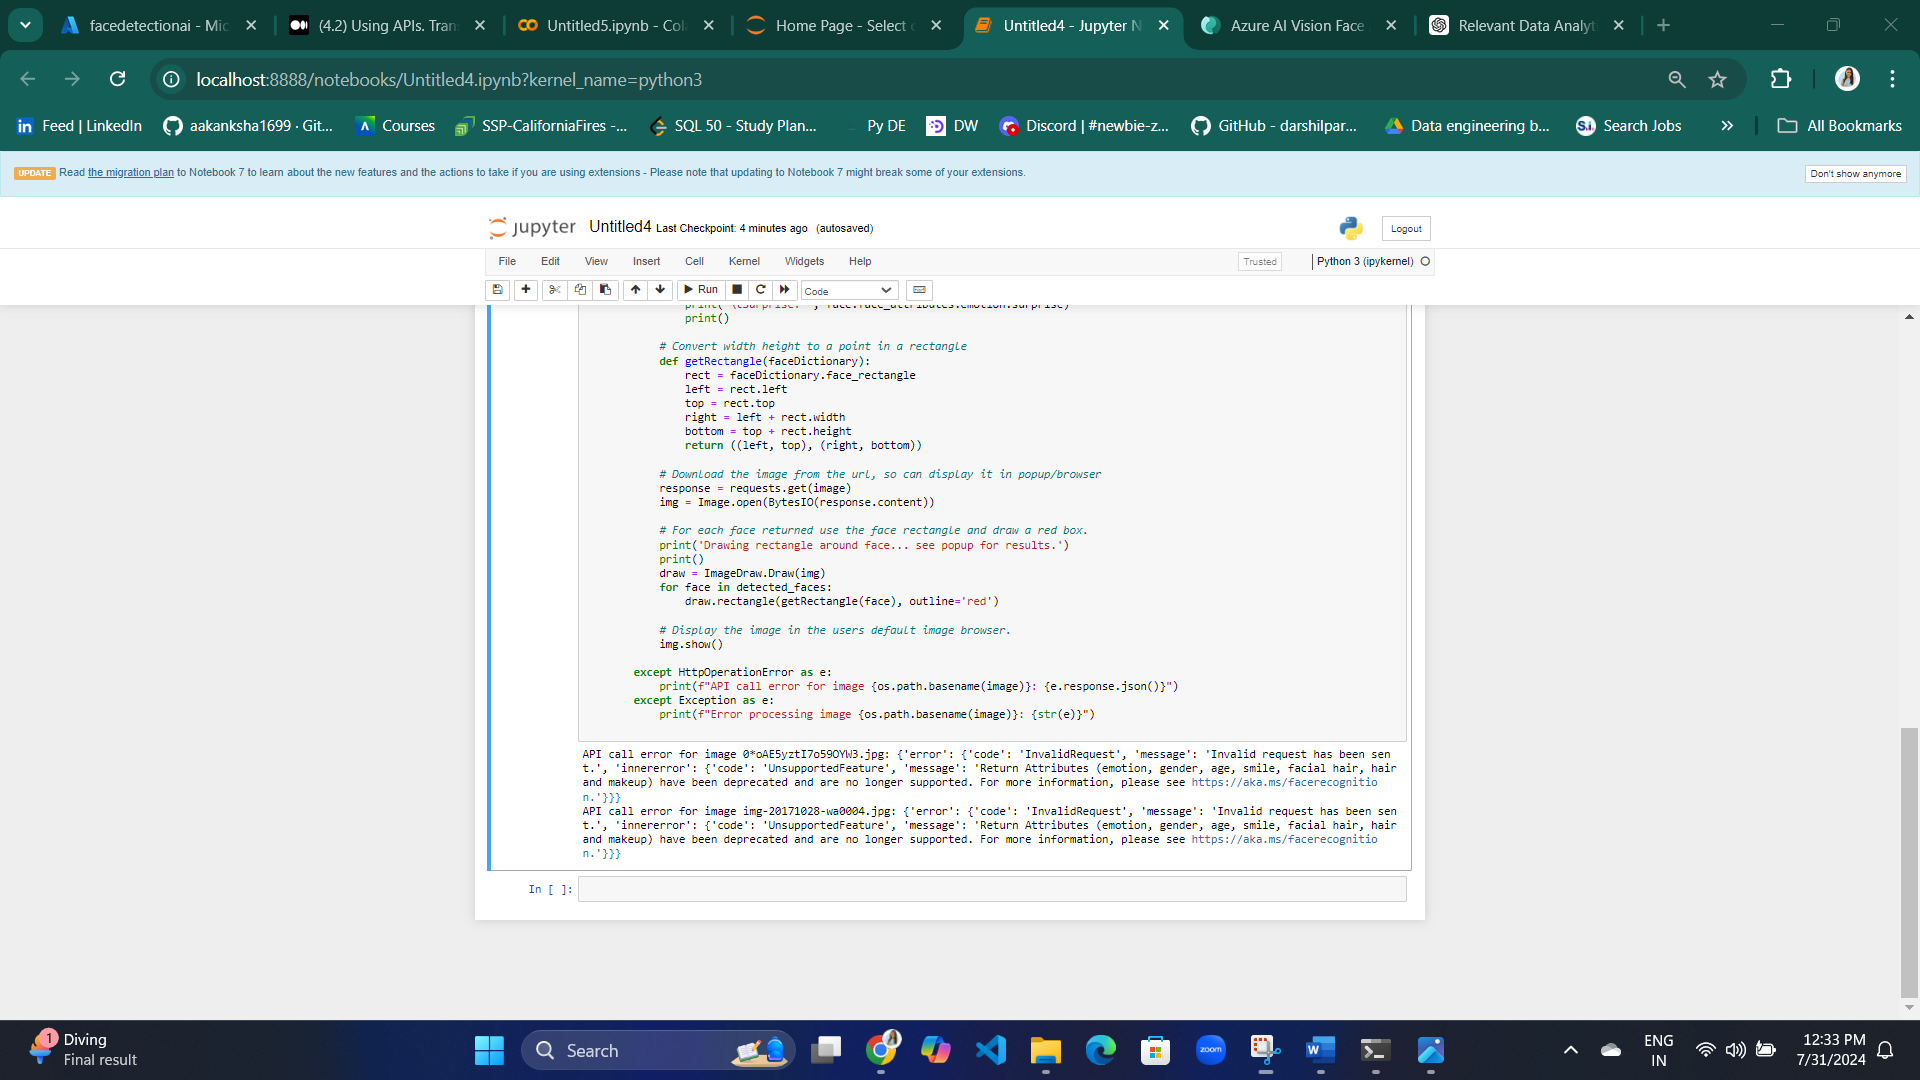 facedetectionai - Mic
(4.2) Using APIs. Tran
Untitled5.ipynb - Cola
Home Page - Select o
Untitled4 - Jupyter N
Azure AI Vision Face
Relevant Data Analyt
localhost:8888/notebooks/Untitled4.ipynb?kernel_name=python3
Feed | LinkedIn
aakanksha1699 · Git...
Courses
SSP-CaliforniaFires -...
SQL 50 - Study Plan...
Py DE
DW
Discord | #newbie-z...
GitHub - darshilpar...
Data engineering b...
S.i. Search Jobs
All Bookmarks
UPDATE Read the migration plan to Notebook 7 to learn about the new features and the actions to take if you are using extensions - Please note that updating to Notebook 7 might break some of your extensions.
Don't show anymore
jupyter Untitled4 Last Checkpoint: 4 minutes ago (autosaved)
Logout
File Edit View Insert Cell Kernel Widgets Help
Trusted
Python 3 (ipykernel)
Run
Code
print()
# Convert width height to a point in a rectangle
def getRectangle(faceDictionary):
rect = faceDictionary.face_rectangle
left = rect.left
top = rect.top
right = left + rect.width
bottom = top + rect.height
return ((left, top), (right, bottom))
# Download the image from the url, so can display it in popup/browser
response = requests.get(image)
img = Image.open(BytesIO(response.content))
# For each face returned use the face rectangle and draw a red box.
print('Drawing rectangle around face... see popup for results.')
print()
draw = ImageDraw.Draw(img)
for face in detected_faces:
draw.rectangle(getRectangle(face), outline='red')
# Display the image in the users default image browser.
img.show()
except HttpOperationError as e:
print(f"API call error for image {os.path.basename(image)}: {e.response.json()}")
except Exception as e:
print(f"Error processing image {os.path.basename(image)}: {str(e)}")
API call error for image 0*oAE5yztI7o59OYW3.jpg: {'error': {'code': 'InvalidRequest', 'message': 'Invalid request has been sen
t.', 'innererror': {'code': 'UnsupportedFeature', 'message': 'Return Attributes (emotion, gender, age, smile, facial hair, hair
and makeup) have been deprecated and are no longer supported. For more information, please see https://aka.ms/facerecognitio
n.'}}}
API call error for image img-20171028-wa0004.jpg: {'error': {'code': 'InvalidRequest', 'message': 'Invalid request has been sen
t.', 'innererror': {'code': 'UnsupportedFeature', 'message': 'Return Attributes (emotion, gender, age, smile, facial hair, hair
and makeup) have been deprecated and are no longer supported. For more information, please see https://aka.ms/facerecognitio
n.'}}}
In [ ]:
1
Diving
Final result
Search
zoom
ENG
IN
12:33 PM
7/31/2024